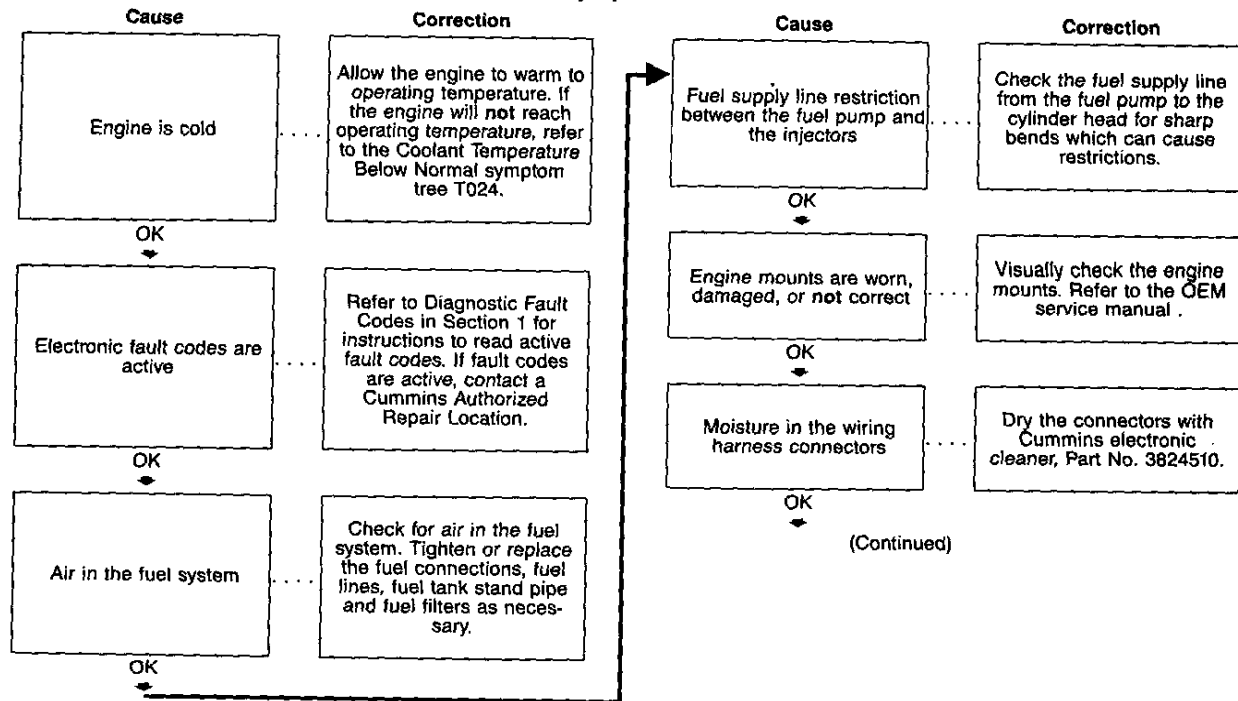 Cause
Correction
Engine is cold
. . . . .
Allow the engine to warm to
operating temperature. If
the engine will not reach
operating temperature, refer
to the Coolant Temperature
Below Normal symptom
tree T024.
OK
Electronic fault codes are
active
. . . . .
Refer to Diagnostic Fault
Codes in Section 1 for
instructions to read active
fault codes. If fault codes
are active, contact a
Cummins Authorized
Repair Location.
OK
Air in the fuel system
. . . . .
Check for air in the fuel
system. Tighten or replace
the fuel connections, fuel
lines, fuel tank stand pipe
and fuel filters as neces-
sary.
OK
Cause
Correction
Fuel supply line restriction
between the fuel pump and
the injectors
. . . . .
Check the fuel supply line
from the fuel pump to the
cylinder head for sharp
bends which can cause
restrictions.
OK
Engine mounts are worn,
damaged, or not correct
. . . . .
Visually check the engine
mounts. Refer to the OEM
service manual .
OK
Moisture in the wiring
harness connectors
. . . . .
Dry the connectors with
Cummins electronic
cleaner, Part No. 3824510.
OK
(Continued)